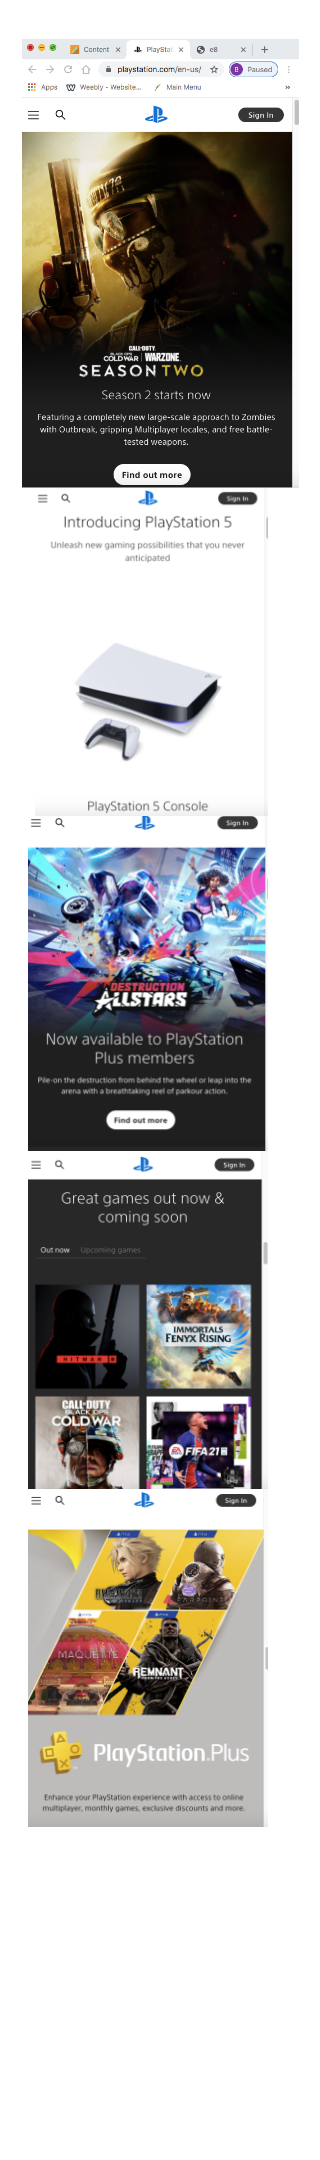 Content
PlayStat
c8
playstation.com/en-us/
B
Paused
Apps
Weebly - Website...
Main Menu
»
Sign In
CALL·DUTY
BLACK OPS
COLD WAR
WARZONE
SEASON TWO
Season 2 starts now
Featuring a completely new large-scale approach to Zombies
with Outbreak, gripping Multiplayer locales, and free battle-
tested weapons.
Find out more
Sign In
Introducing PlayStation 5
Unleash new gaming possibilities that you never
anticipated
PlayStation 5 Console
Sign In
DESTRUCTION
ALLSTARS
Now available to PlayStation
Plus members
Pile-on the destruction from behind the wheel or leap into the
arena with a breathtaking reel of parkour action.
Find out more
Sign In
Great games out now &
coming soon
Out now
Upcoming games
HITMAN
IMMORTALS
FENYX RISING
CALL·DUTY
BLACK OPS
COLD WAR
EA SPORTS
FIFA 21
Sign In
FARPOINT
MAQUETTE
REMNANT
PlayStation.Plus
Enhance your PlayStation experience with access to online
multiplayer, monthly games, exclusive discounts and more.